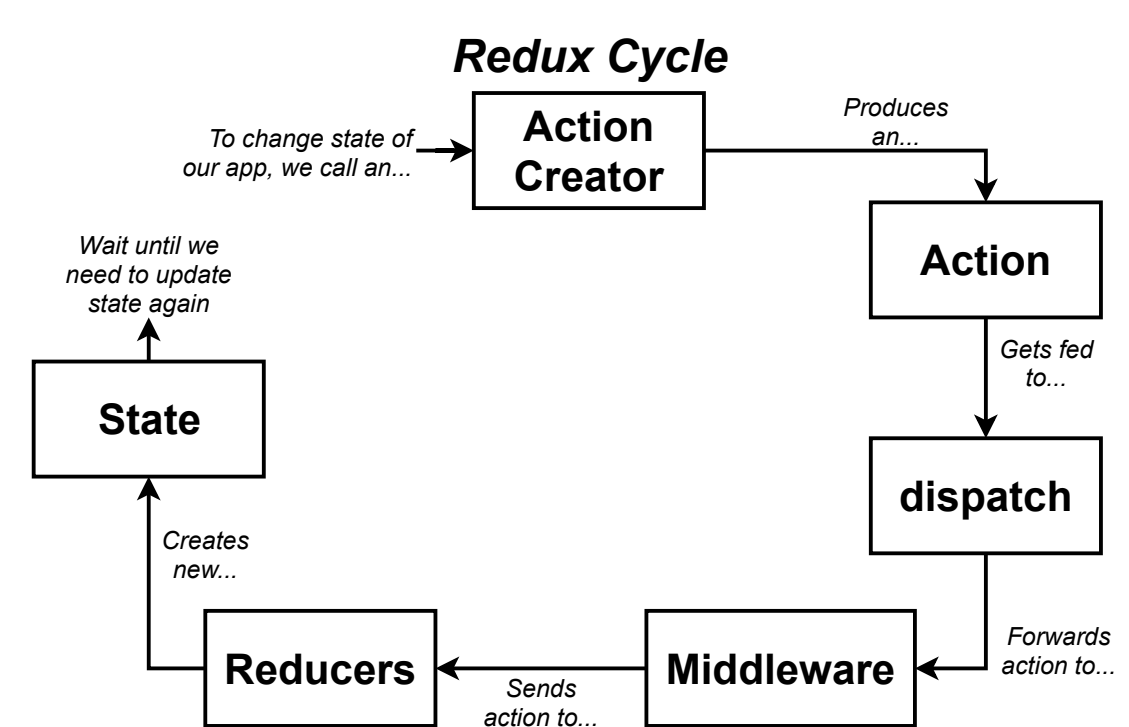 Redux Cycle
To change state of
our app, we call an...
Action
Creator
Produces
an...
Action
Gets fed
to...
dispatch
Forwards
action to...
Middleware
Sends
action to...
Reducers
Creates
new...
State
Wait until we
need to update
state again